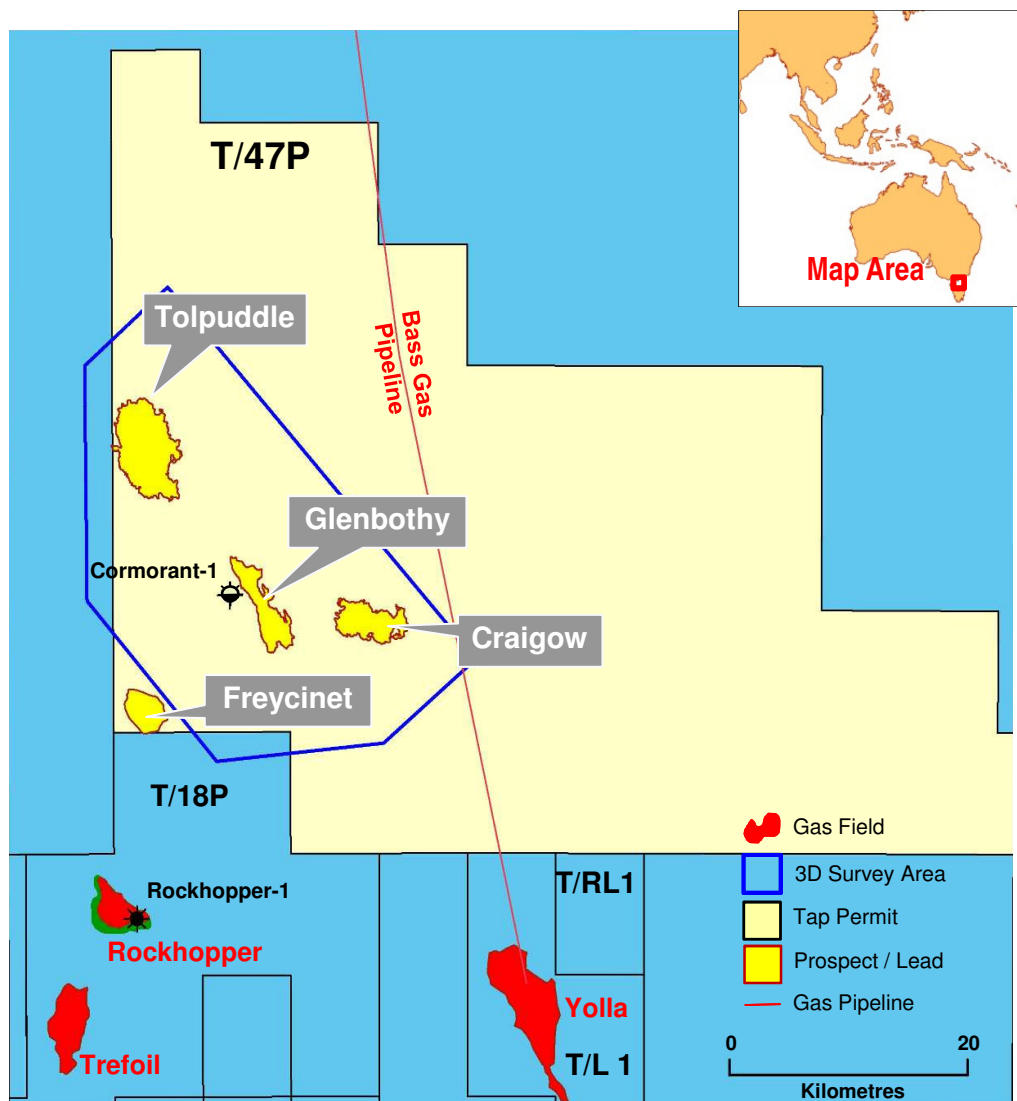 T/47P
Map Area
Tolpuddle
Bass Gas
Pipeline
Glenbothy
Cormorant-1
Craigow
Freycinet
T/18P
Gas Field
3D Survey Area
Tap Permit
Prospect / Lead
Gas Pipeline
0 20
Kilometres
T/RL1
Rockhopper-1
Rockhopper
Yolla
Trefoil
T/L 1